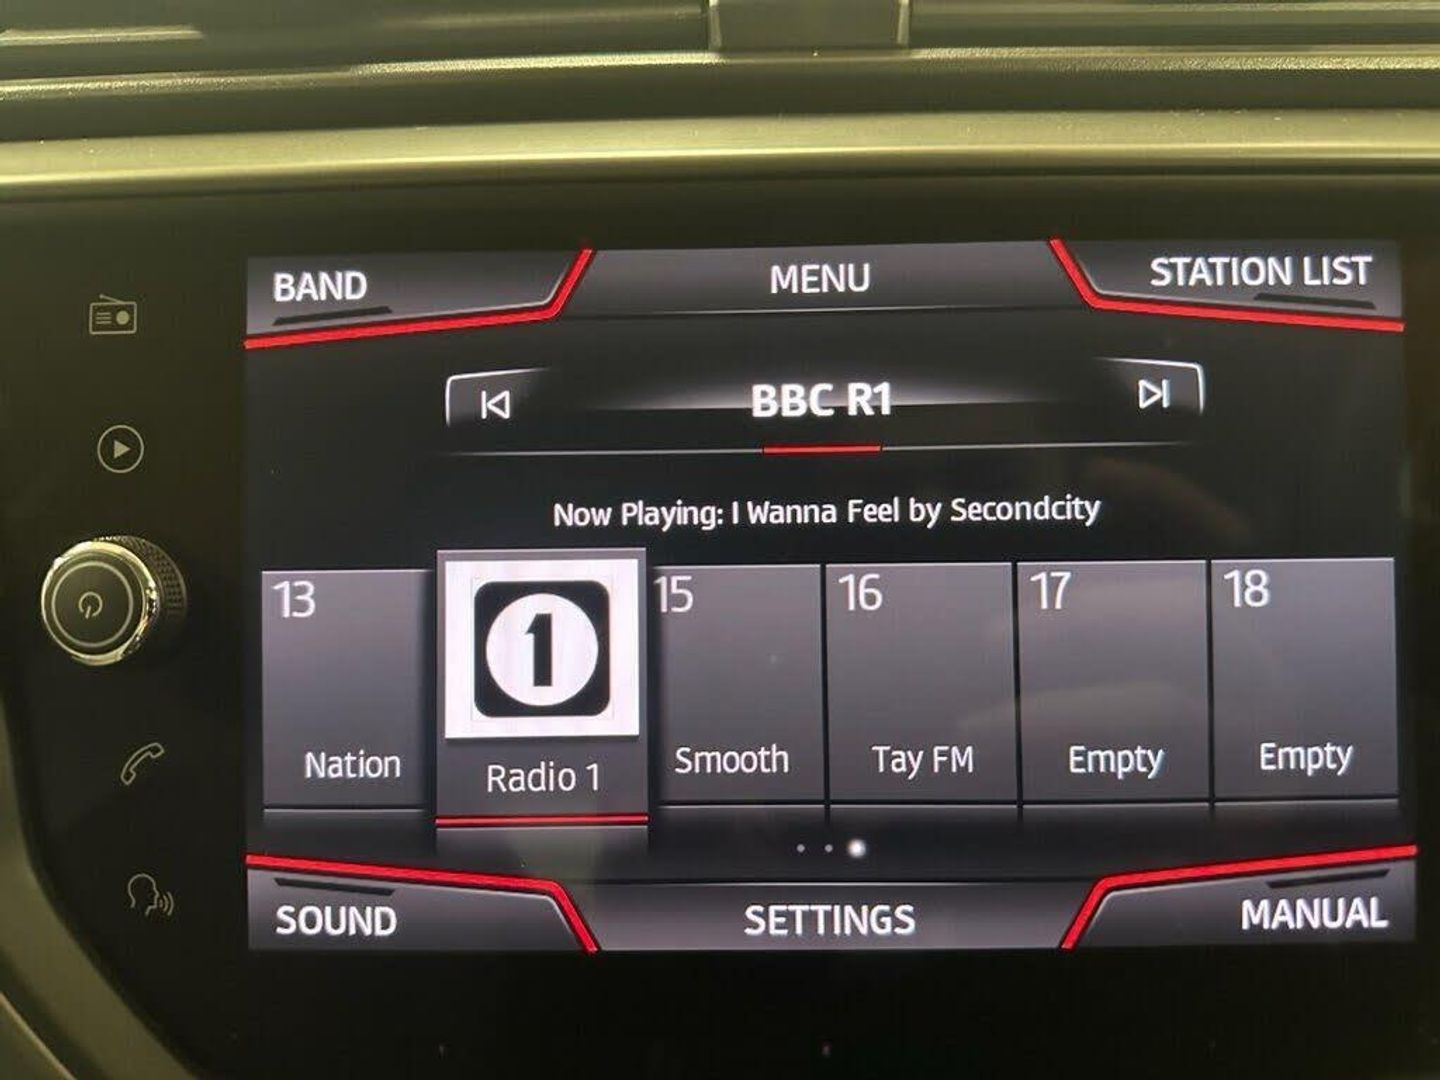 BAND
MENU
STATION LIST
BBC R1
Now Playing: I Wanna Feel by Secondcity
13
1
15
16
17
18
Nation
Radio 1
Smooth
Tay FM
Empty
Empty
SOUND
SETTINGS
MANUAL